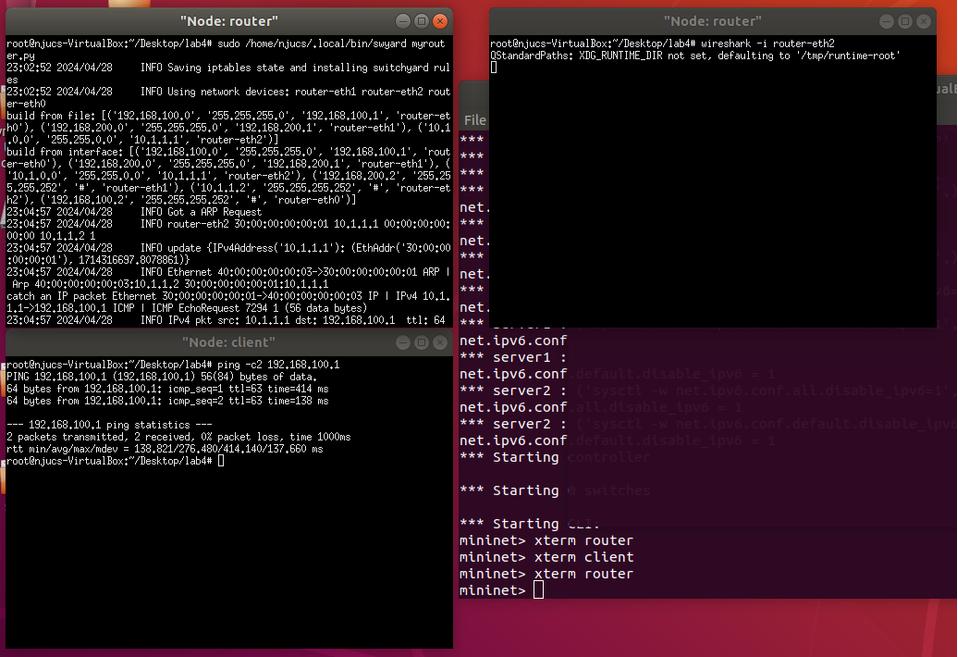 "Node: router"
root@njucs-VirtualBox:~/Desktop/lab4# sudo /home/njucs/.local/bin/swyard myrout
er.py
23:02:52 2024/04/28     INFO Saving iptables state and installing switchyard rul
es
23:02:52 2024/04/28     INFO Using network devices: router-eth1 router-eth2 rout
er-eth0
build from file: [('192.168.100.0', '255.255.255.0', '192.168.100.1', 'router-et
h0'), ('192.168.200.0', '255.255.255.0', '192.168.200.1', 'router-eth1'), ('10.1
.0.0', '255.255.0.0', '10.1.1.1', 'router-eth2')]
build from interface: [('192.168.100.0', '255.255.255.0', '192.168.100.1', 'rout
er-eth0'), ('192.168.200.0', '255.255.255.0', '192.168.200.1', 'router-eth1'), (
'10.1.0.0', '255.255.0.0', '10.1.1.1', 'router-eth2'), ('192.168.200.2', '255.25
5.255.252', '#', 'router-eth1'), ('10.1.1.2', '255.255.255.252', '#', 'router-et
h2'), ('192.168.100.2', '255.255.255.252', '#', 'router-eth0')]
23:04:57 2024/04/28     INFO Got a ARP Request
23:04:57 2024/04/28     INFO router-eth2 30:00:00:00:00:01 10.1.1.1 00:00:00:00:
00:00 10.1.1.2 1
23:04:57 2024/04/28     INFO update {IPv4Address('10.1.1.1'): (EthAddr('30:00:00
:00:00:01'), 1714316697.8078861)}
23:04:57 2024/04/28     INFO Ethernet 40:00:00:00:00:03->30:00:00:00:00:01 ARP |
 Arp 40:00:00:00:00:03:10.1.1.2 30:00:00:00:00:01:10.1.1.1
catch an IP packet Ethernet 30:00:00:00:00:01->40:00:00:00:00:03 IP | IPv4 10.1.
1.1->192.168.100.1 ICMP | ICMP EchoRequest 7294 1 (56 data bytes)
23:04:57 2024/04/28     INFO IPv4 pkt src: 10.1.1.1 dst: 192.168.100.1  ttl: 64
"Node: client"
root@njucs-VirtualBox:~/Desktop/lab4# ping -c2 192.168.100.1
PING 192.168.100.1 (192.168.100.1) 56(84) bytes of data.
64 bytes from 192.168.100.1: icmp_seq=1 ttl=63 time=414 ms
64 bytes from 192.168.100.1: icmp_seq=2 ttl=63 time=138 ms
--- 192.168.100.1 ping statistics ---
2 packets transmitted, 2 received, 0% packet loss, time 1000ms
rtt min/avg/max/mdev = 138.821/276.480/414.140/137.660 ms
root@njucs-VirtualBox:~/Desktop/lab4#
"Node: router"
root@njucs-VirtualBox:~/Desktop/lab4# wireshark -i router-eth2
QStandardPaths: XDG_RUNTIME_DIR not set, defaulting to '/tmp/runtime-root'
File
***
***
***
***
net.
***
net.
***
net.
***
net.
***
*** server1 :
net.ipv6.conf
*** server1 :
net.ipv6.conf.default.disable_ipv6 = 1
*** server2 : ('sysctl -w net.ipv6.conf.all.disable_ipv6=1',
net.ipv6.conf.all.disable_ipv6 = 1
*** server2 : ('sysctl -w net.ipv6.conf.default.disable_ipv
net.ipv6.conf.default.disable_ipv6 = 1
*** Starting controller
*** Starting 0 switches
*** Starting CLI:
mininet> xterm router
mininet> xterm client
mininet> xterm router
mininet>